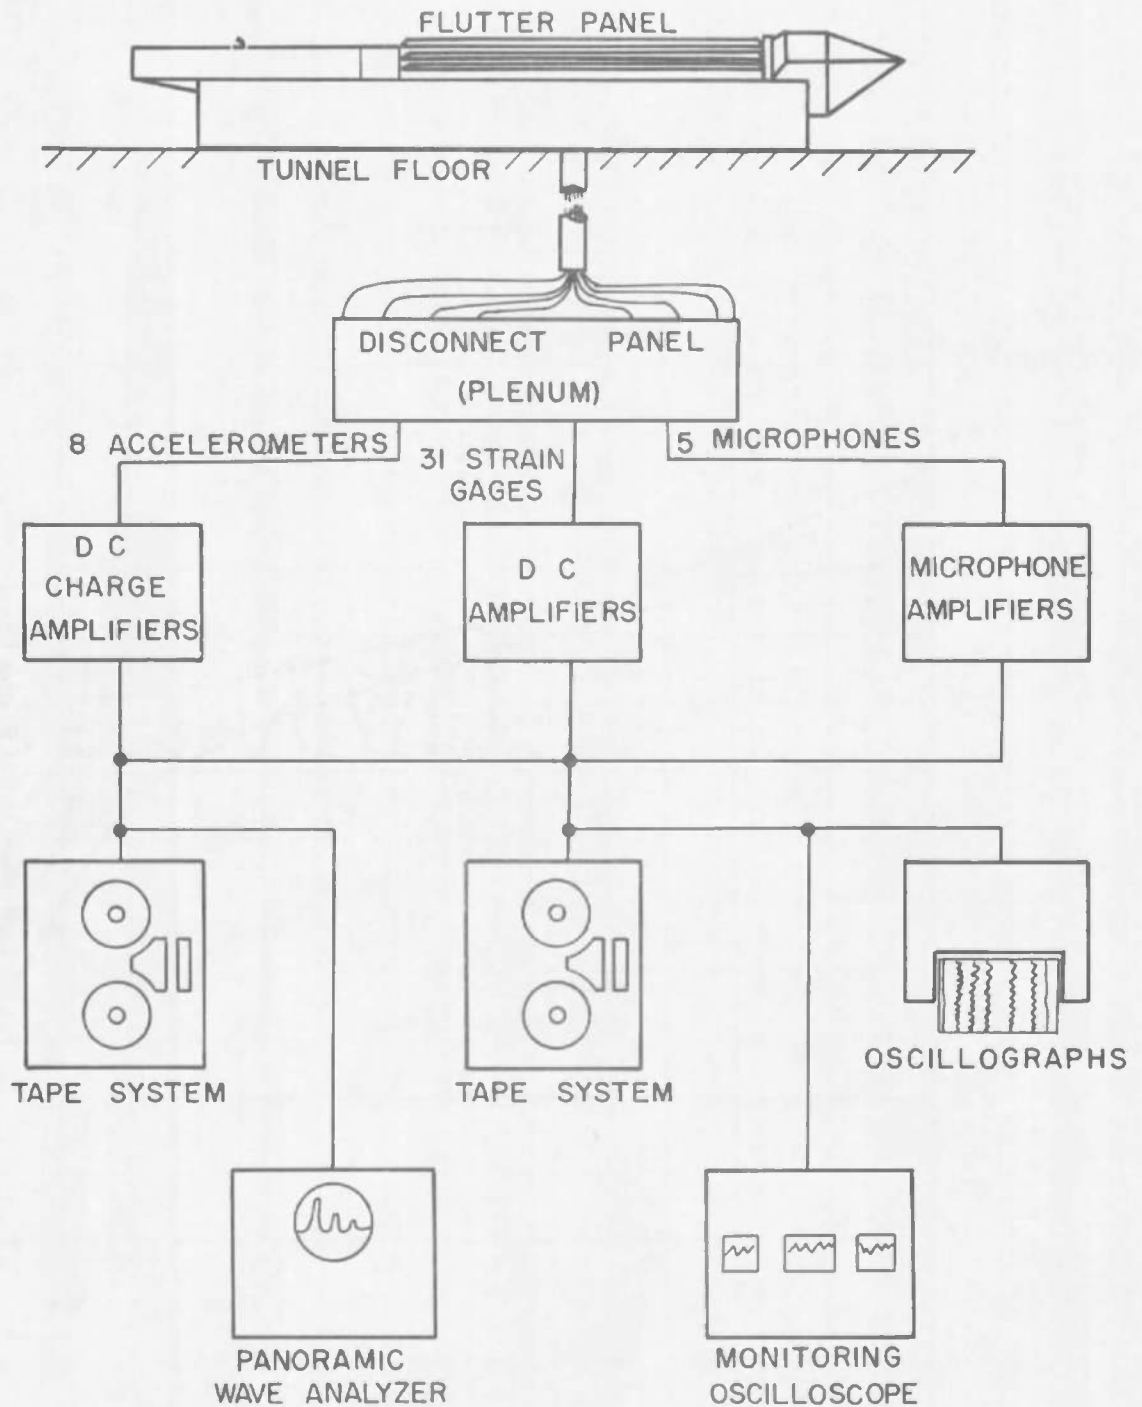 FLUTTER PANEL
TUNNEL FLOOR
DISCONNECT PANEL
(PLENUM)
8 ACCELEROMETERS
31 STRAIN
GAGES
5 MICROPHONES
D C
CHARGE
AMPLIFIERS
D C
AMPLIFIERS
MICROPHONE
AMPLIFIERS
TAPE SYSTEM
TAPE SYSTEM
OSCILLOGRAPHS
PANORAMIC
WAVE ANALYZER
MONITORING
OSCILLOSCOPE